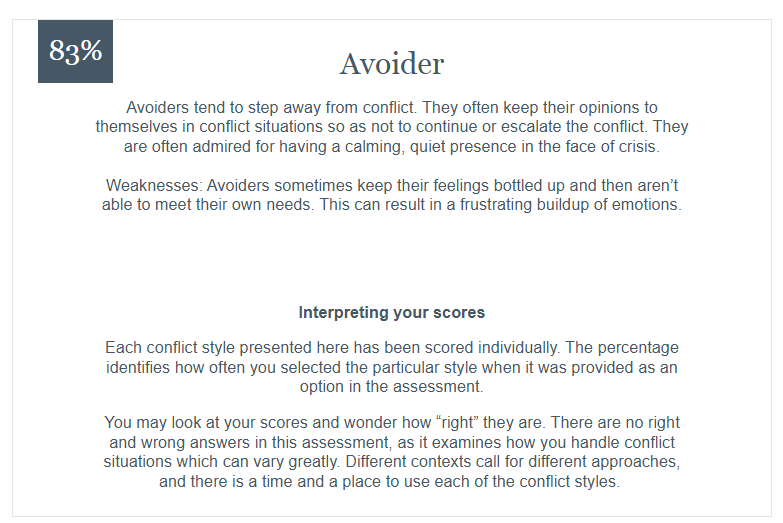 83%
Avoider
Avoiders tend to step away from conflict. They often keep their opinions to
themselves in conflict situations so as not to continue or escalate the conflict. They
are often admired for having a calming, quiet presence in the face of crisis.
Weaknesses: Avoiders sometimes keep their feelings bottled up and then aren’t
able to meet their own needs. This can result in a frustrating buildup of emotions.
Interpreting your scores
Each conflict style presented here has been scored individually. The percentage
identifies how often you selected the particular style when it was provided as an
option in the assessment.
You may look at your scores and wonder how “right” they are. There are no right
and wrong answers in this assessment, as it examines how you handle conflict
situations which can vary greatly. Different contexts call for different approaches,
and there is a time and a place to use each of the conflict styles.